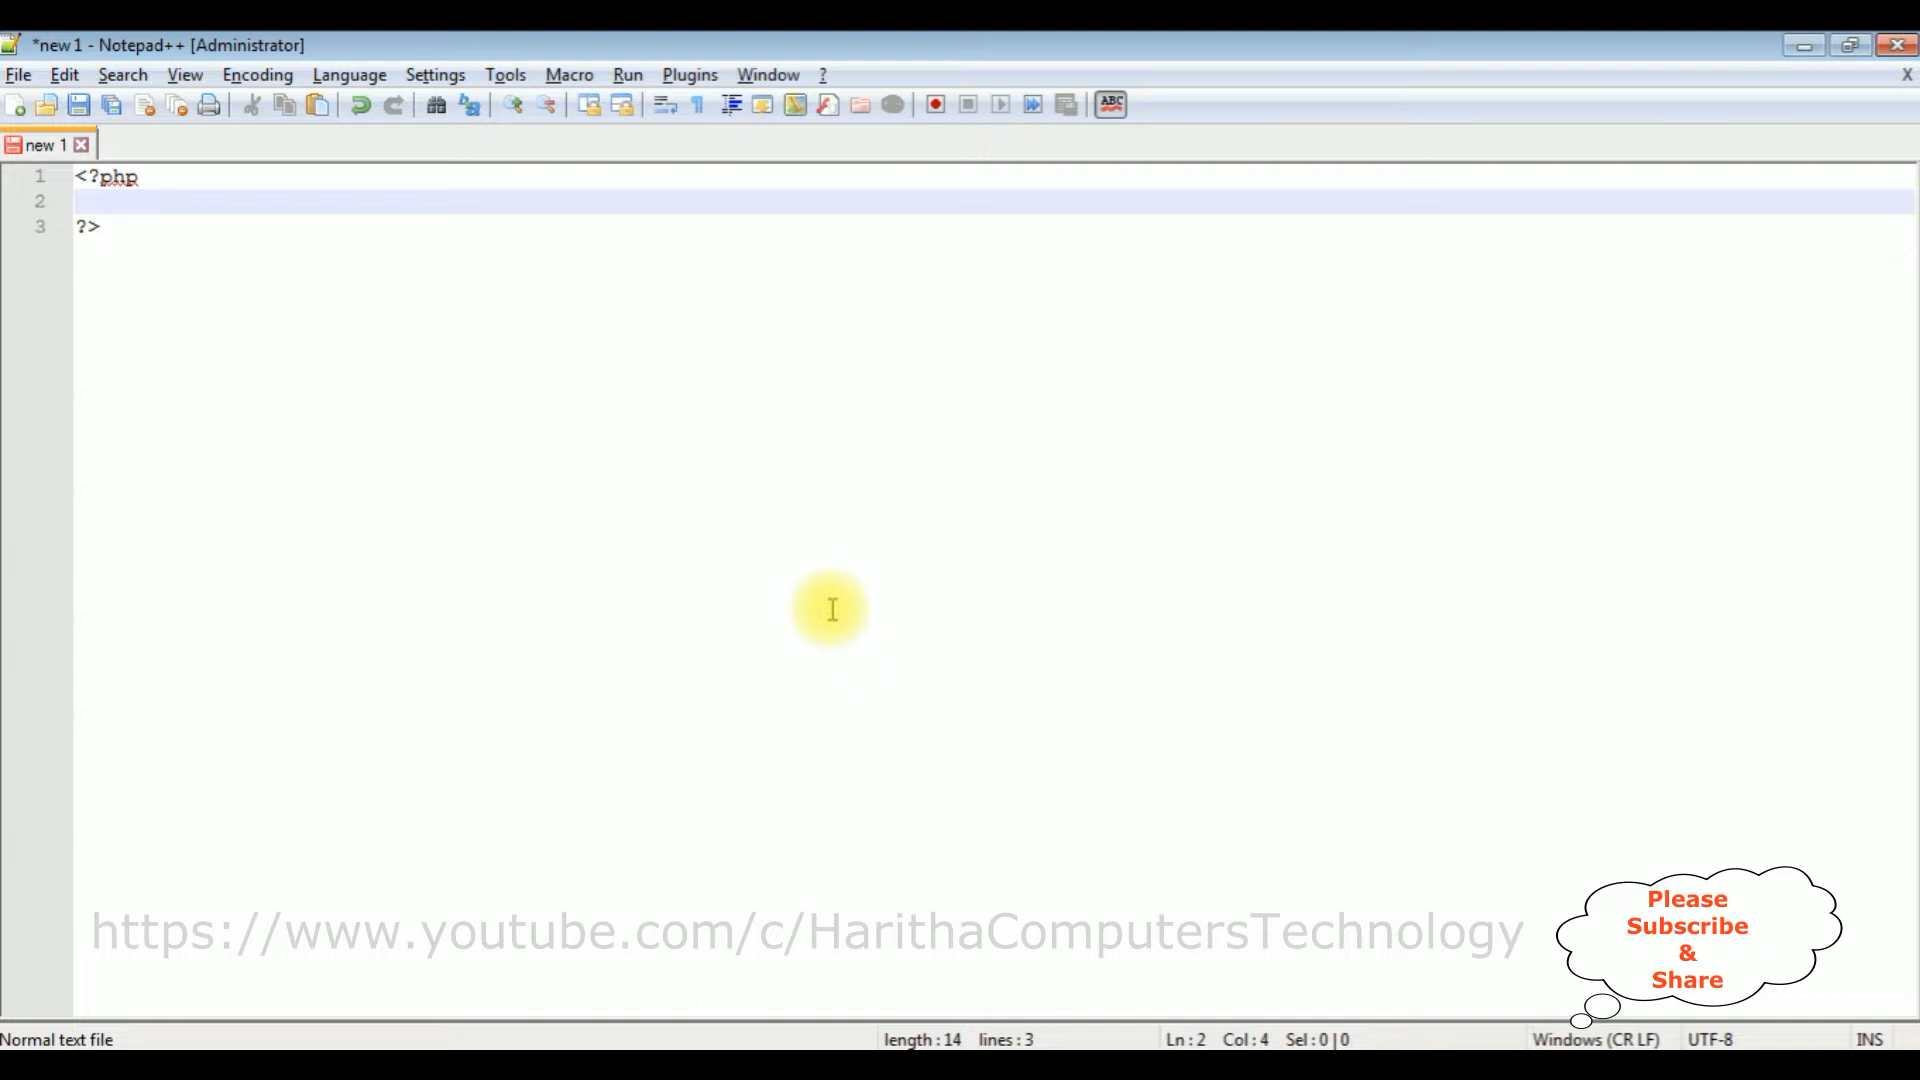 *new 1 - Notepad++ [Administrator]
File Edit Search View Encoding Language Settings Tools Macro Run Plugins Window ? X
ABC
new 1
1 <?php
2
3 ?>
https://www.youtube.com/c/HarithaComputersTechnology
Please
Subscribe
&
Share
Normal text file length : 14 lines : 3 Ln : 2 Col : 4 Sel : 0 | 0 Windows (CR LF) UTF-8 INS